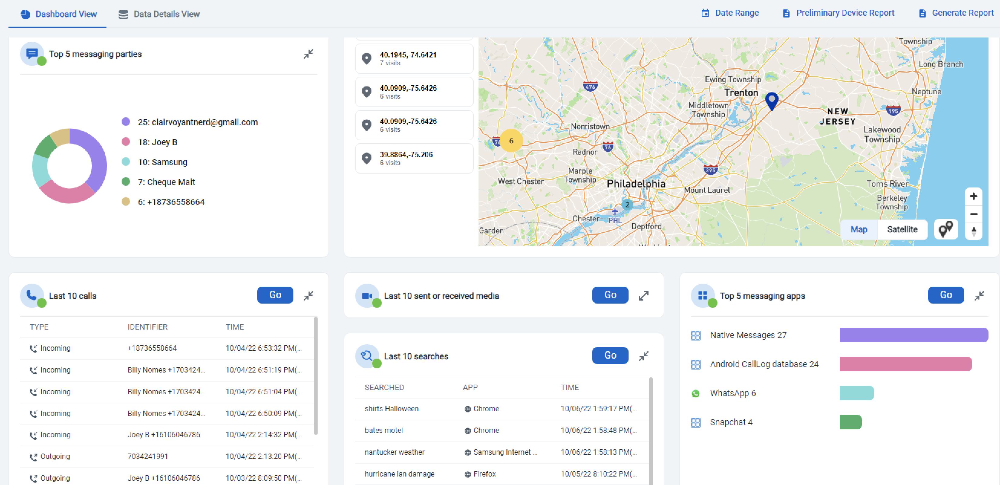 Dashboard View
Data Details View
Date Range
Preliminary Device Report
Generate Report
Top 5 messaging parties
25: clairvoyantnerd@gmail.com
18: Joey B
10: Samsung
7: Cheque Mait
6: +18736558664
40.1945,-74.6421
7 visits
40.0909,-75.6426
6 visits
40.0909,-75.6426
6 visits
39.8864,-75.206
6 visits
Township
Long Branch
476
Ewing Township
Trenton
Neptune
Middletown
Township
NEW
JERSEY
195
Norristown
Lakewood
Township
6
76
Radnor
295
Marple
Township
West Chester
Philadelphia
Mount Laurel
Toms River
2
Berkeley
Township
Chester
PHL
Deptford
Garden
Map
Satellite
Last 10 calls
Go
TYPE IDENTIFIER TIME
Incoming +18736558664 10/04/22 6:53:32 PM(...
Incoming Billy Nomes +1703424... 10/04/22 6:51:19 PM(...
Incoming Billy Nomes +1703424... 10/04/22 6:51:04 PM(...
Incoming Billy Nomes +1703424... 10/04/22 6:50:09 PM(...
Incoming Joey B +16106046786 10/04/22 2:14:32 PM(...
Outgoing 7034241991 10/04/22 2:13:20 PM(...
Outgoing Joey B +16106046786 10/03/22 8:09:50 PM(...
Last 10 sent or received media
Go
Last 10 searches
Go
SEARCHED APP TIME
shirts Halloween Chrome 10/06/22 1:59:17 PM(...
bates motel Chrome 10/06/22 1:58:48 PM(...
nantucker weather Samsung Internet ... 10/06/22 1:58:13 PM(...
hurricane ian damage Firefox 10/05/22 8:10:22 PM(...
Top 5 messaging apps
Go
Native Messages 27
Android CallLog database 24
WhatsApp 6
Snapchat 4